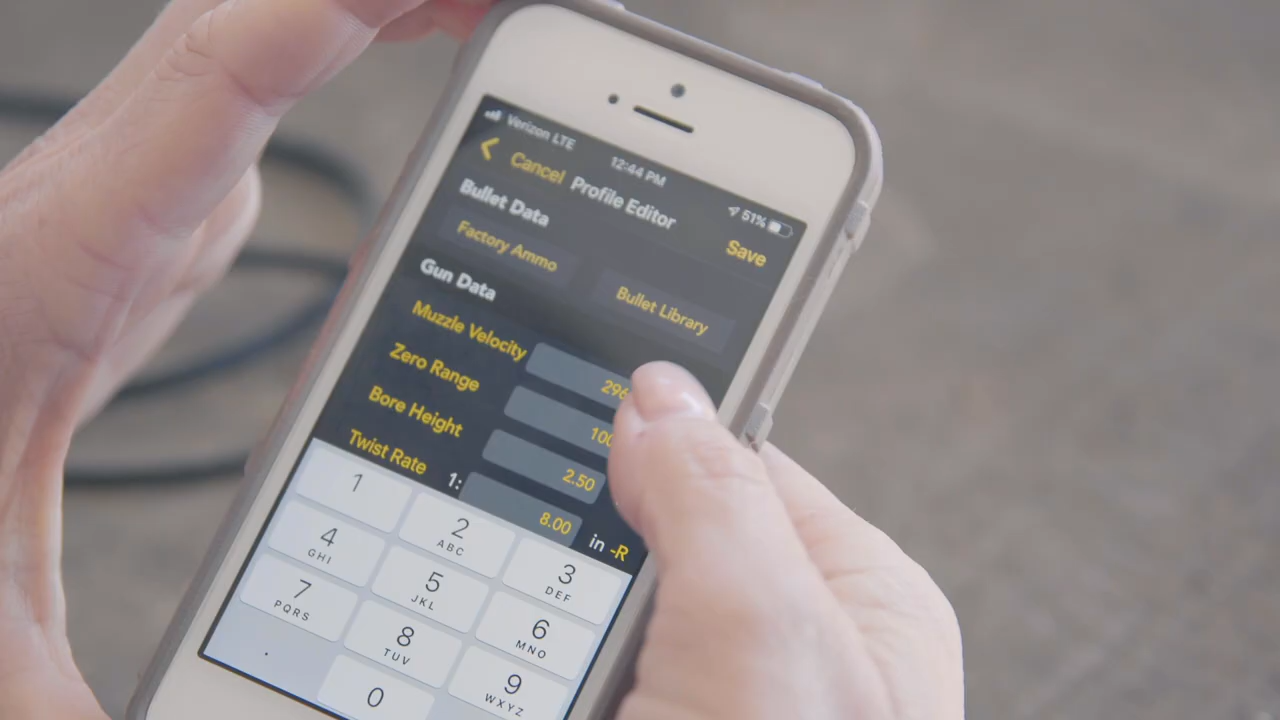 Verizon LTE 12:44 PM 51%
Cancel Profile Editor Save
Bullet Data
Factory Ammo Bullet Library
Gun Data
Muzzle Velocity 296
Zero Range 100
Bore Height 2.50
Twist Rate 1: 8.00 in -R
1 2 ABC 3 DEF
4 GHI 5 JKL 6 MNO
7 PQRS 8 TUV 9 WXYZ
. 0